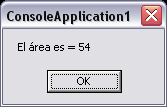 ConsoleApplication1
El área es = 54
OK